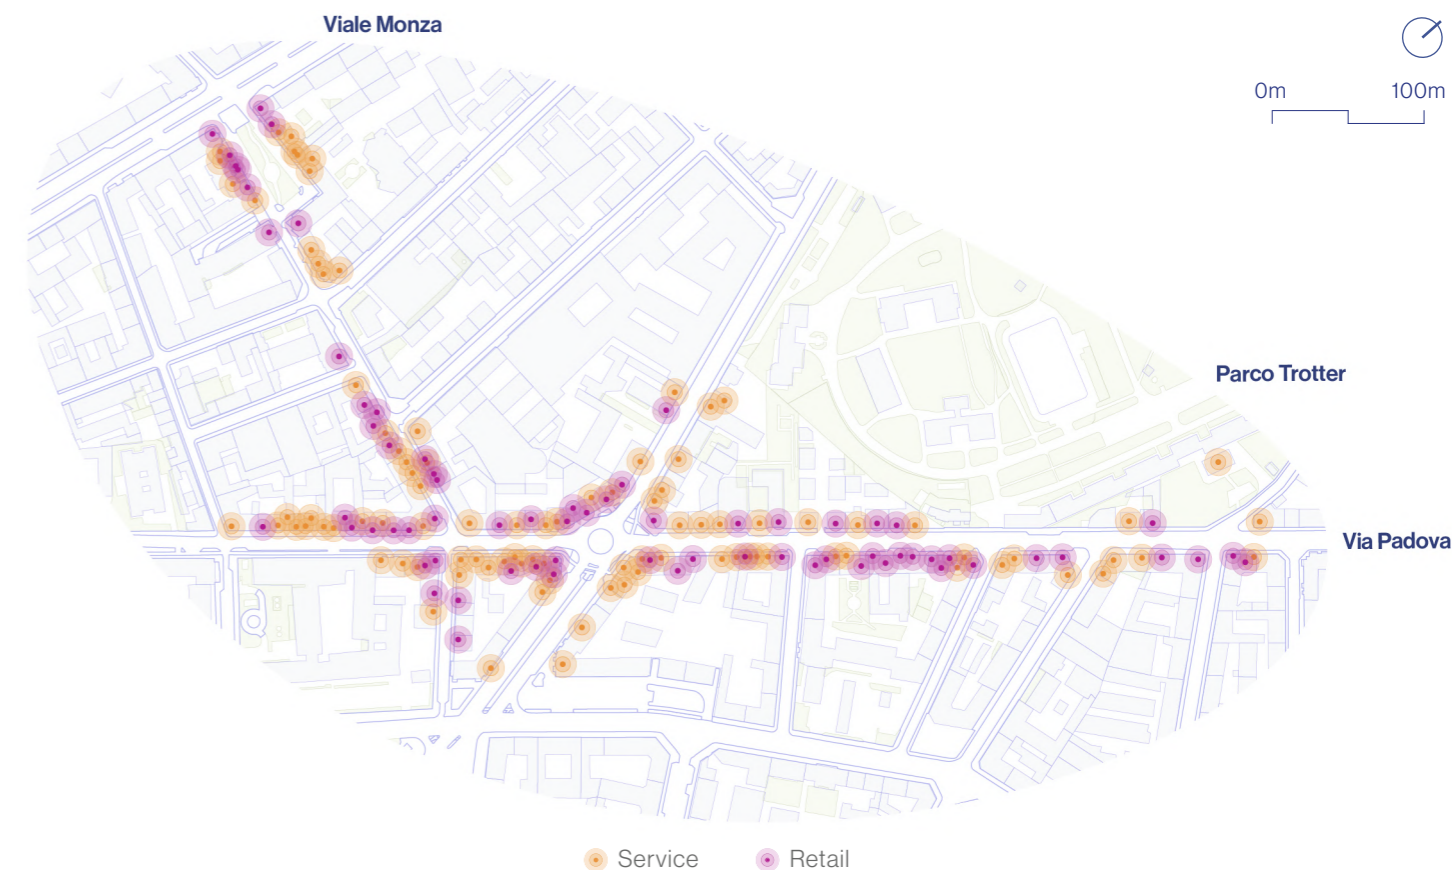 Viale Monza
0m 100m
Parco Trotter
Via Padova
Service Retail